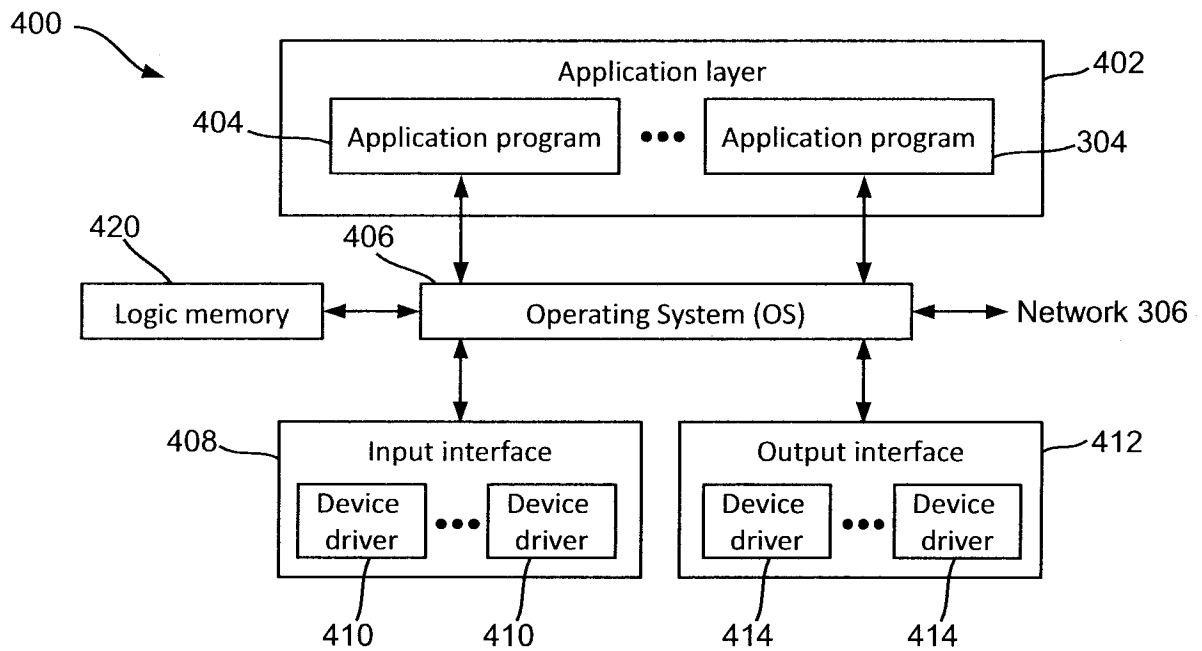 400
Application layer
402
404
Application program
Application program
304
420
406
Logic memory
Operating System (OS)
Network 306
408
Input interface
Output interface
412
Device driver
Device driver
Device driver
Device driver
410
410
414
414